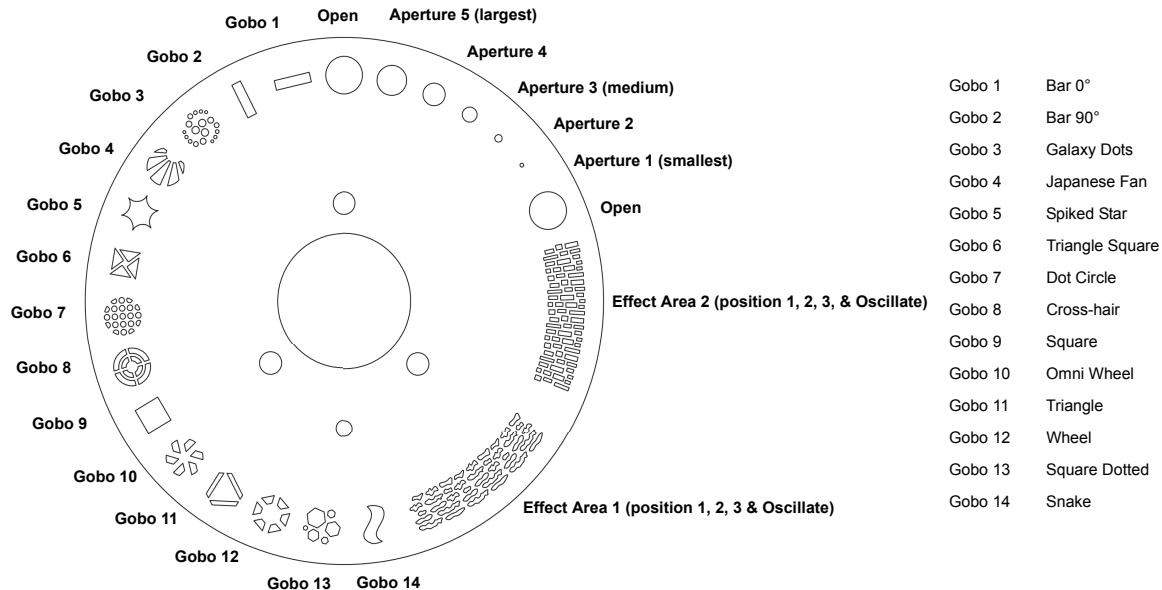 Open
Aperture 5 (largest)
Gobo 1
Aperture 4
Gobo 2
Aperture 3 (medium)
Gobo 3
Aperture 2
Gobo 4
Aperture 1 (smallest)
Gobo 5
Open
Gobo 6
Effect Area 2 (position 1, 2, 3, & Oscillate)
Gobo 7
Gobo 8
Gobo 9
Gobo 10
Effect Area 1 (position 1, 2, 3 & Oscillate)
Gobo 11
Gobo 12
Gobo 13
Gobo 14
Gobo 1 Bar 0°
Gobo 2 Bar 90°
Gobo 3 Galaxy Dots
Gobo 4 Japanese Fan
Gobo 5 Spiked Star
Gobo 6 Triangle Square
Gobo 7 Dot Circle
Gobo 8 Cross-hair
Gobo 9 Square
Gobo 10 Omni Wheel
Gobo 11 Triangle
Gobo 12 Wheel
Gobo 13 Square Dotted
Gobo 14 Snake